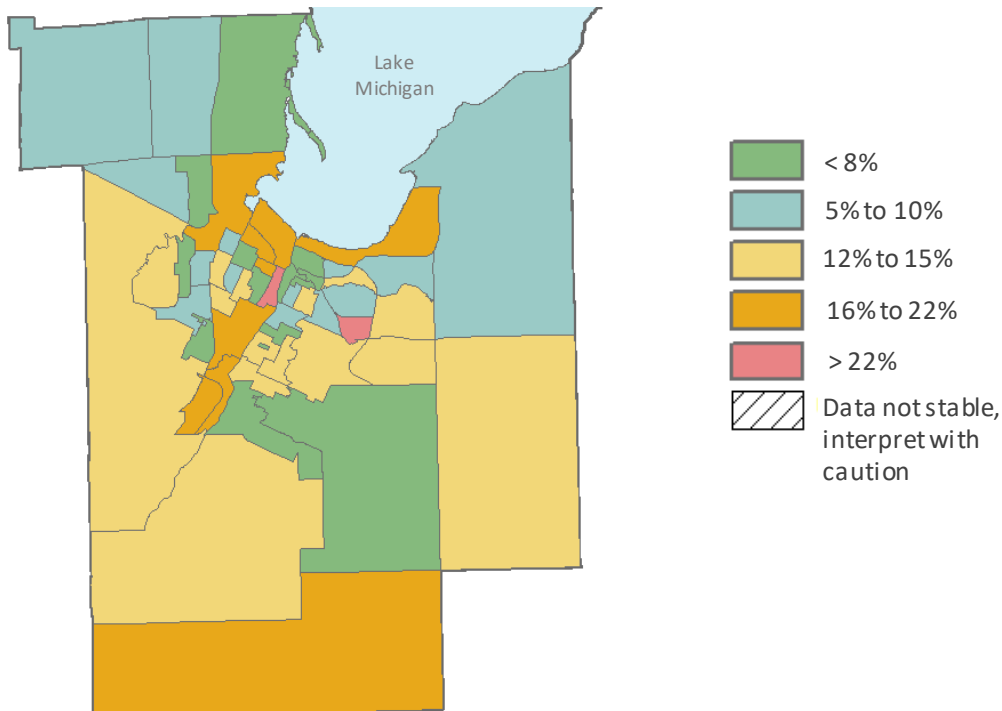 Lake
Michigan
< 8%
5% to 10%
12% to 15%
16% to 22%
> 22%
Data not stable,
interpret with
caution